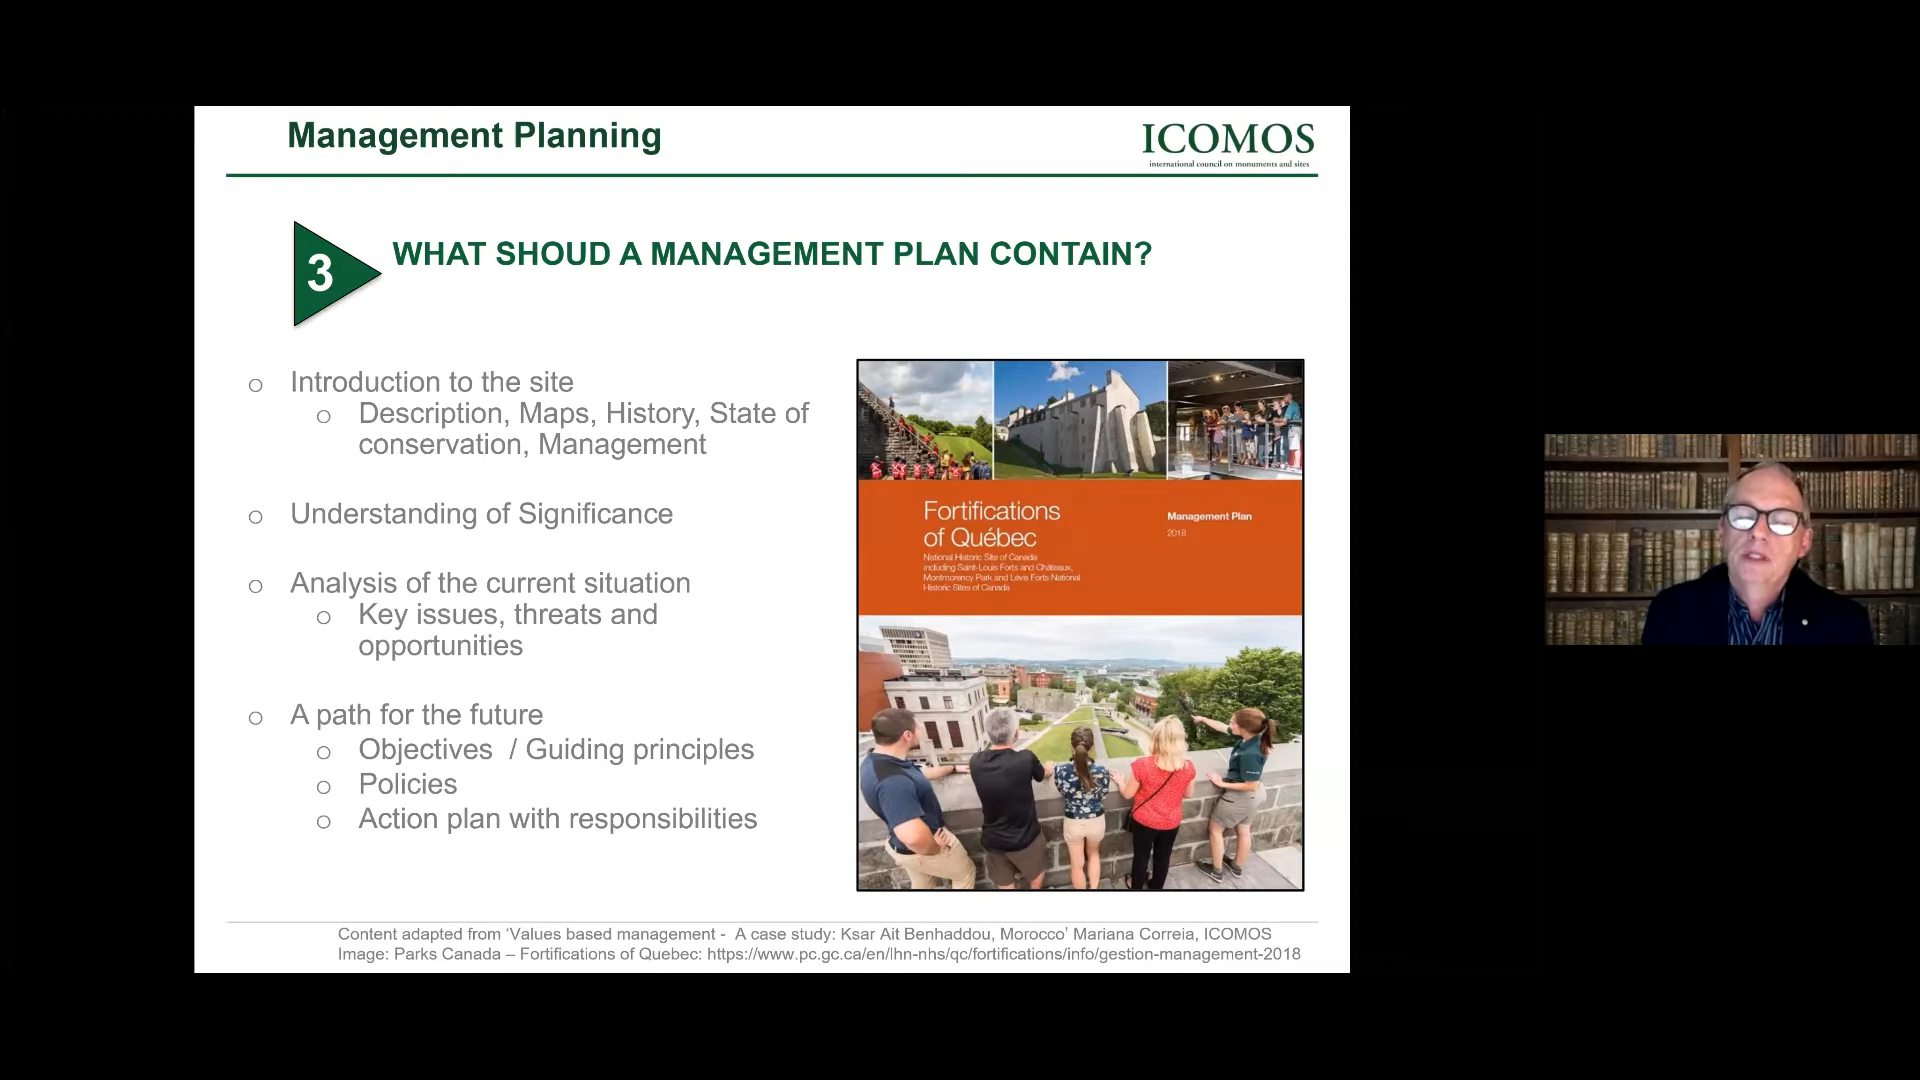 Management Planning
ICOMOS
international council on monuments and sites
3
WHAT SHOUD A MANAGEMENT PLAN CONTAIN?
o Introduction to the site
o Description, Maps, History, State of
conservation, Management
o Understanding of Significance
o Analysis of the current situation
o Key issues, threats and
opportunities
o A path for the future
o Objectives / Guiding principles
o Policies
o Action plan with responsibilities
Fortifications
of Québec
National Historic Site of Canada
including Saint-Louis Forts and Châteaux,
Montmorency Park and Lévis Forts National
Historic Sites of Canada
Management Plan
2018
Content adapted from ‘Values based management - A case study: Ksar Ait Benhaddou, Morocco’ Mariana Correia, ICOMOS
Image: Parks Canada – Fortifications of Quebec: https://www.pc.gc.ca/en/lhn-nhs/qc/fortifications/info/gestion-management-2018